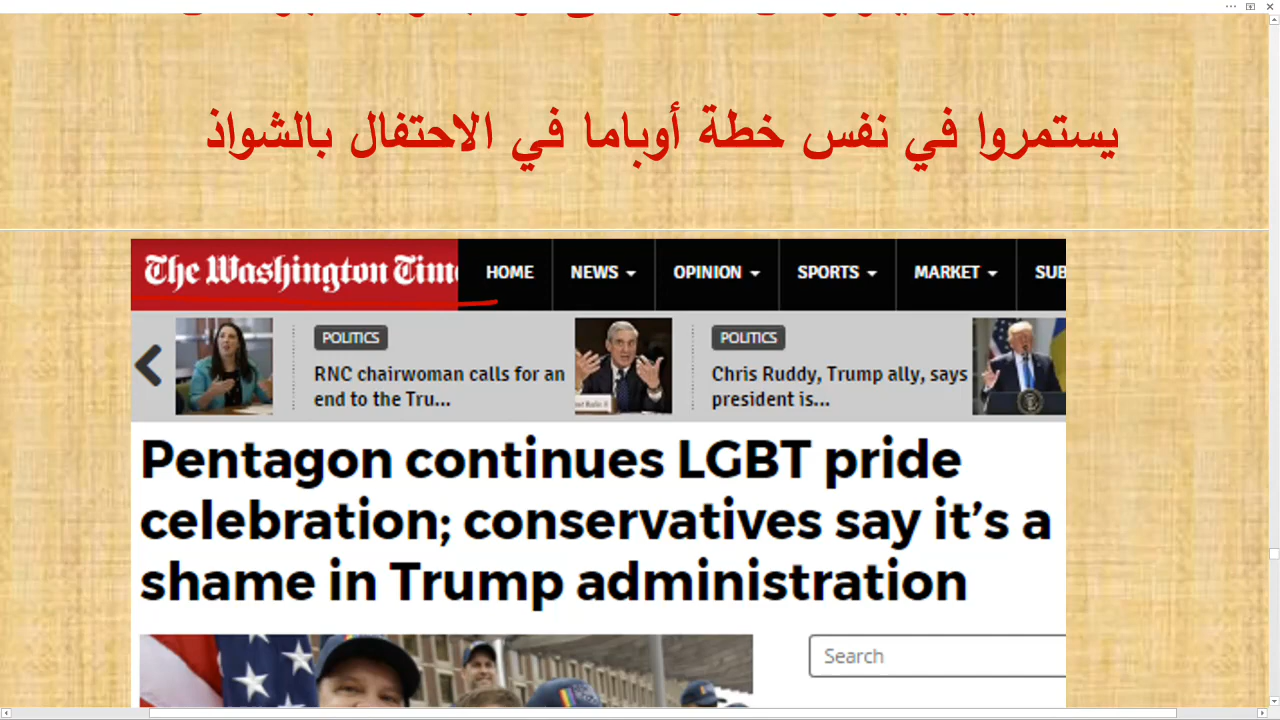 يستمروا في نفس خطة أوباما في الاحتفال بالشواذ
The Washington Time
HOME NEWS OPINION SPORTS MARKET SUB
POLITICS
RNC chairwoman calls for an
end to the Tru...
POLITICS
Chris Ruddy, Trump ally, says
president is...
Pentagon continues LGBT pride
celebration; conservatives say it's a
shame in Trump administration
Search